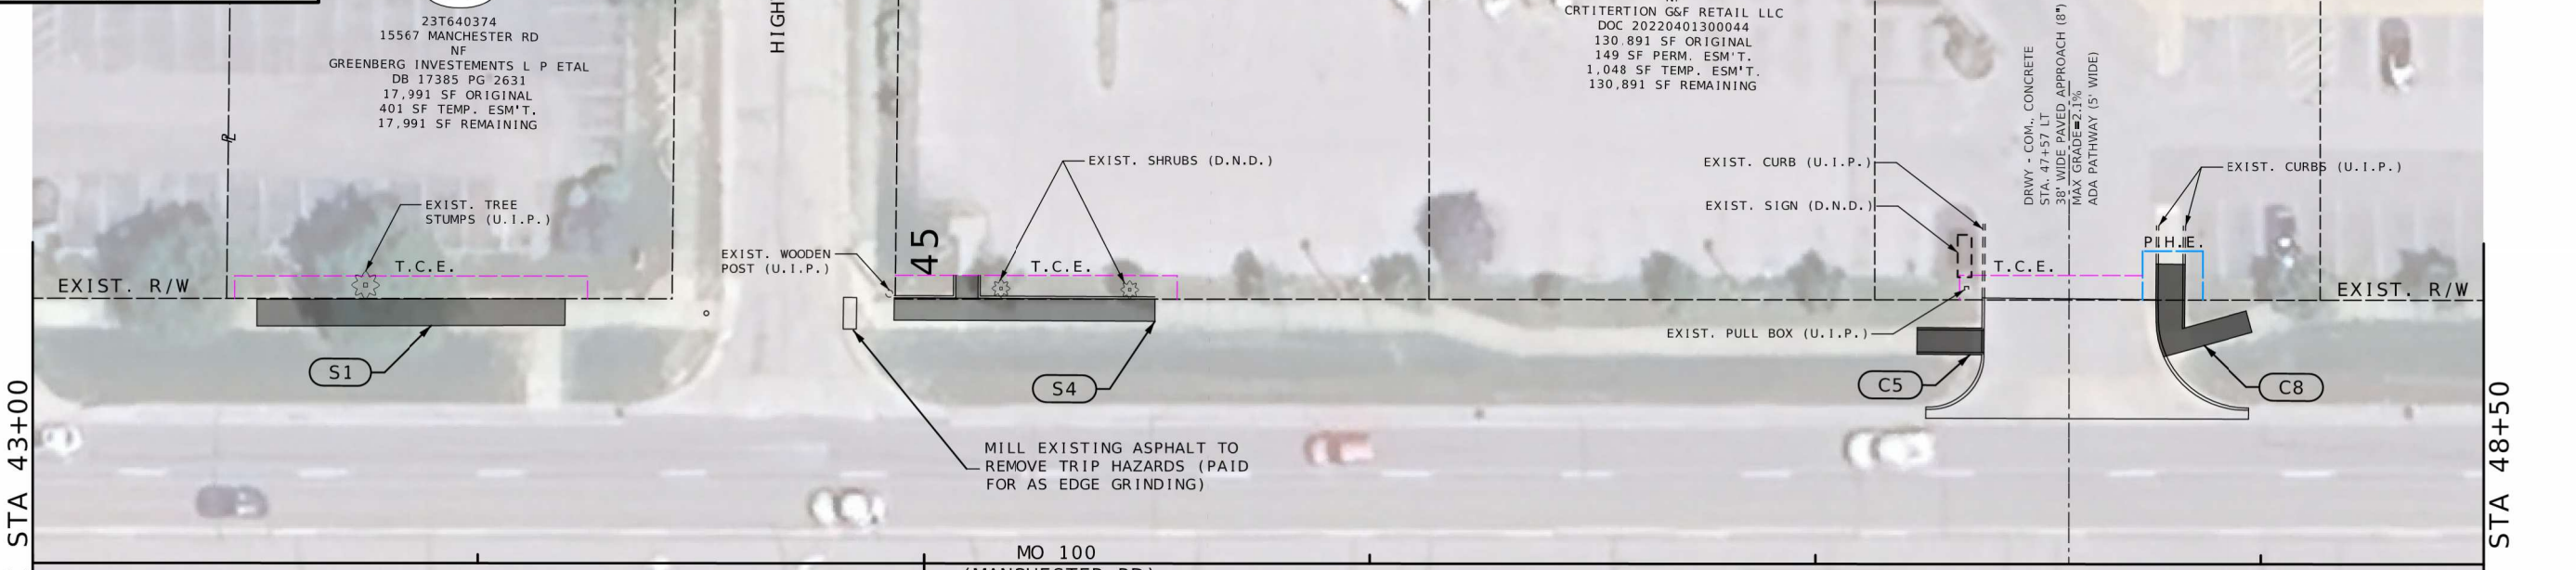 23T640374
15567 MANCHESTER RD
NF
GREENBERG INVESTEMENTS L P ETAL
DB 17385 PG 2631
17,991 SF ORIGINAL
401 SF TEMP. ESM'T.
17,991 SF REMAINING
HIGH
CRTITERTION G&F RETAIL LLC
DOC 20220401300044
130.891 SF ORIGINAL
149 SF PERM. ESM'T.
1,048 SF TEMP. ESM'T.
130,891 SF REMAINING
DRWY - COM., CONCRETE
STA. 47+57 LT
38' WIDE PAVED APPROACH (8")
MAX GRADE=2.1%
ADA PATHWAY (5' WIDE)
PL
EXIST. TREE
STUMPS (U.I.P.)
EXIST. SHRUBS (D.N.D.)
EXIST. CURB (U.I.P.)
EXIST. CURBS (U.I.P.)
EXIST. SIGN (D.N.D.)
EXIST. WOODEN
POST (U.I.P.)
45
P.H.E.
T.C.E.
T.C.E.
T.C.E.
EXIST. R/W
EXIST. R/W
EXIST. PULL BOX (U.I.P.)
S1
S4
C5
C8
MILL EXISTING ASPHALT TO
REMOVE TRIP HAZARDS (PAID
FOR AS EDGE GRINDING)
STA 43+00
STA 48+50
MO 100
(MANCHESTER RD)